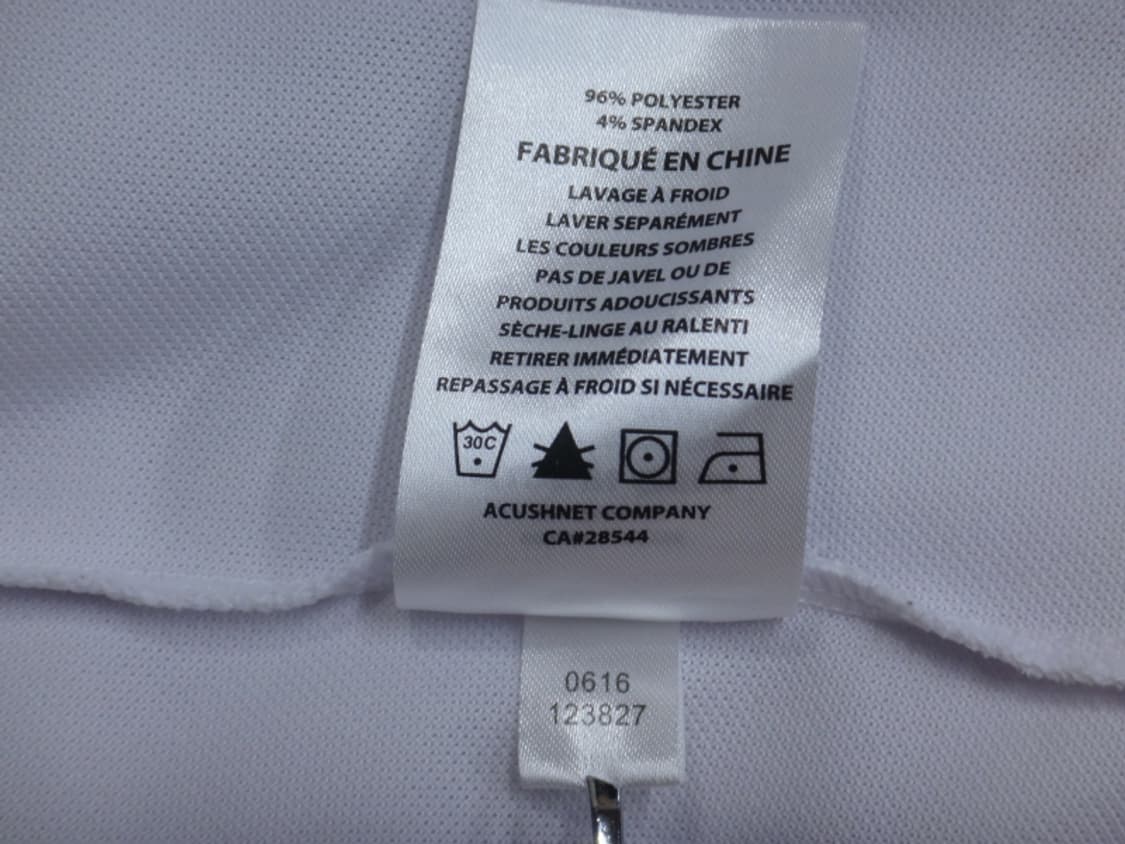 96% POLYESTER
4% SPANDEX
FABRIQUÉ EN CHINE
LAVAGE À FROID
LAVER SEPARÉMENT
LES COULEURS SOMBRES
PAS DE JAVEL OU DE
PRODUITS ADOUCISSANTS
SÈCHE-LINGE AU RALENTI
RETIRER IMMÉDIATEMENT
REPASSAGE À FROID SI NÉCESSAIRE
30C
ACUSHNET COMPANY
CA#28544
0616
123827